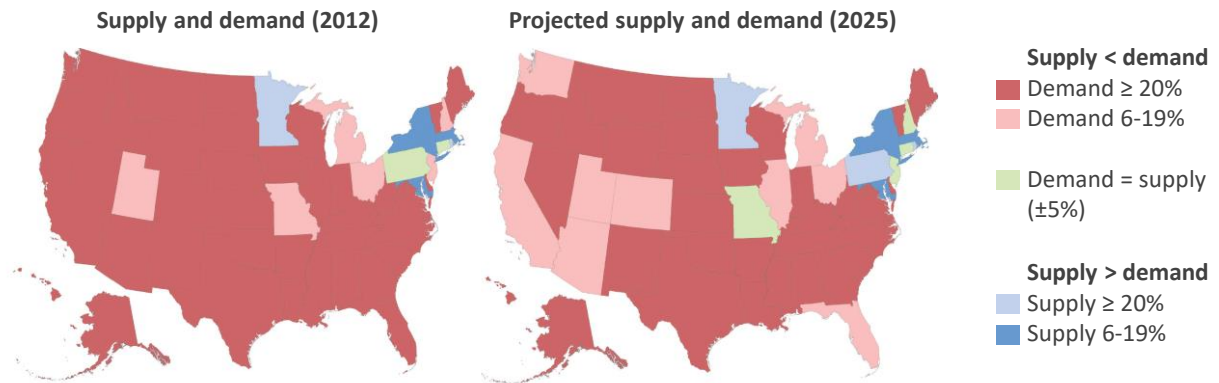 Supply and demand (2012)
Projected supply and demand (2025)
Supply < demand
Demand ≥ 20%
Demand 6-19%
Demand = supply
(±5%)
Supply > demand
Supply ≥ 20%
Supply 6-19%